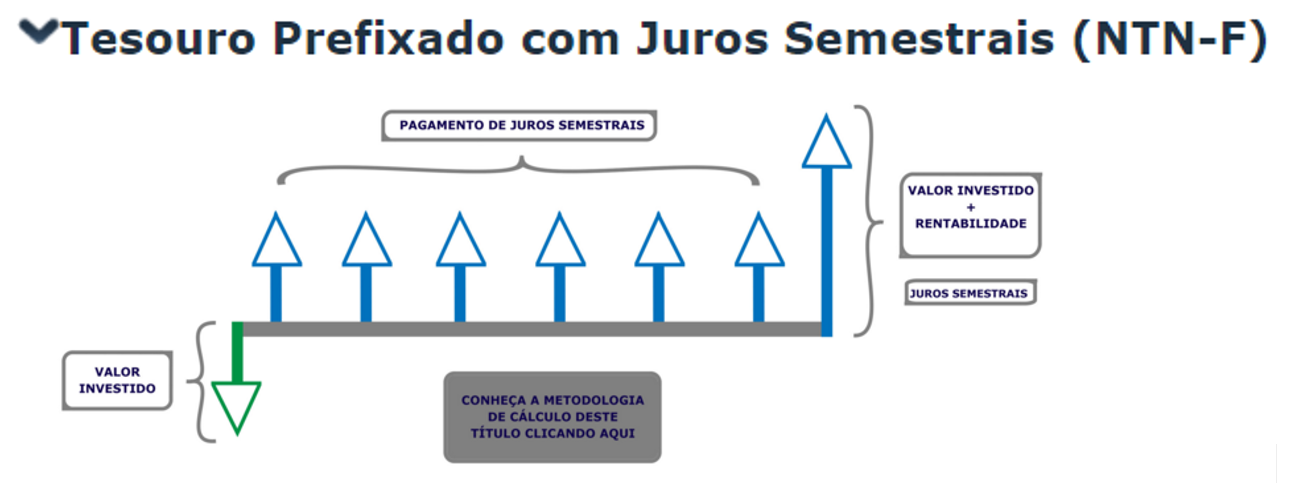 Tesouro Prefixado com Juros Semestrais (NTN-F)
PAGAMENTO DE JUROS SEMESTRAIS
VALOR INVESTIDO
+
RENTABILIDADE
JUROS SEMESTRAIS
VALOR
INVESTIDO
CONHEÇA A METODOLOGIA
DE CÁLCULO DESTE
TÍTULO CLICANDO AQUI